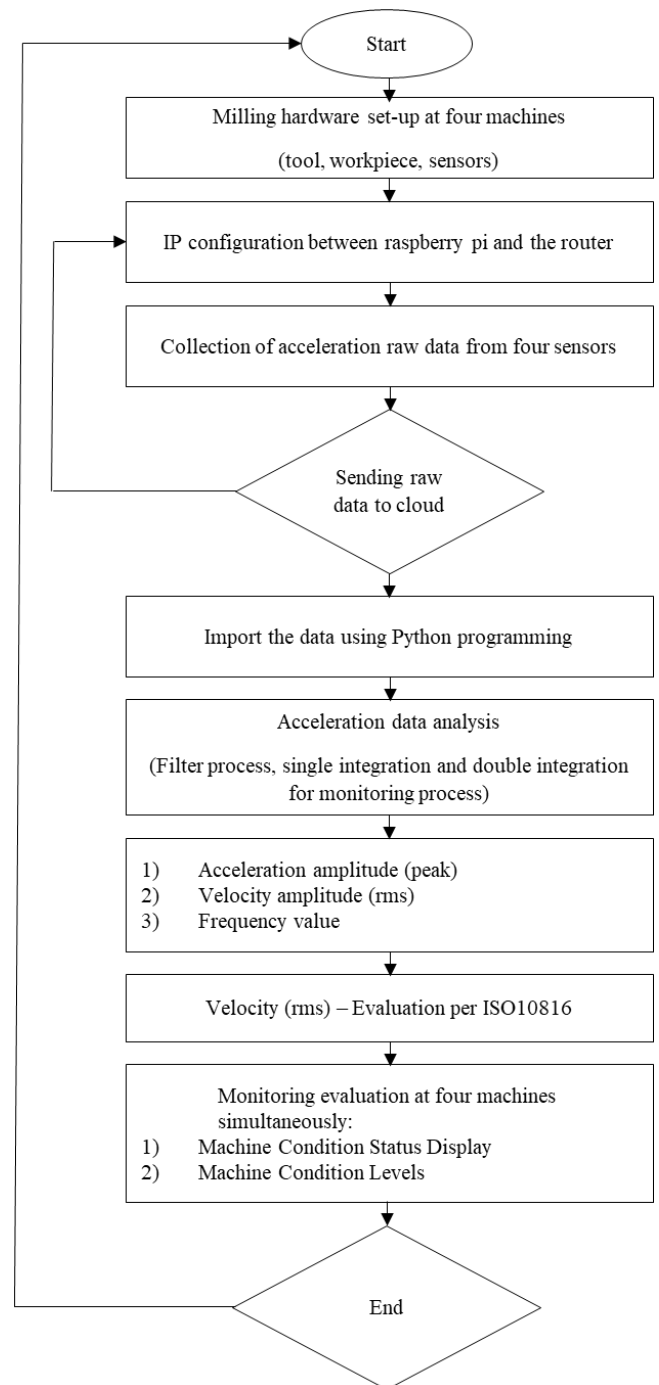 Start
Milling hardware set-up at four machines
(tool, workpiece, sensors)
IP configuration between raspberry pi and the router
Collection of acceleration raw data from four sensors
Sending raw
data to cloud
Import the data using Python programming
Acceleration data analysis
(Filter process, single integration and double integration
for monitoring process)
1) Acceleration amplitude (peak)
2) Velocity amplitude (rms)
3) Frequency value
Velocity (rms) – Evaluation per ISO10816
Monitoring evaluation at four machines
simultaneously:
1) Machine Condition Status Display
2) Machine Condition Levels
End